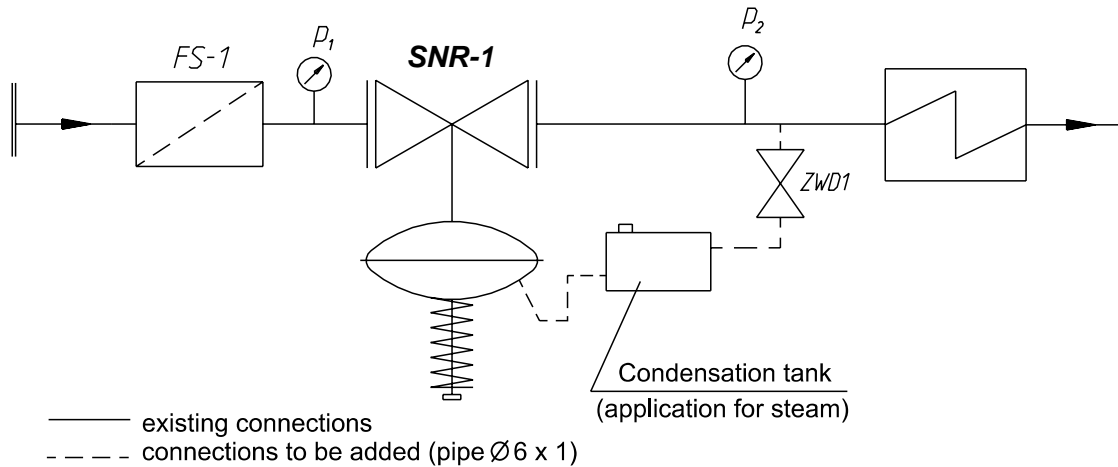 FS-1
p1
SNR-1
p2
ZWD1
Condensation tank
(application for steam)
existing connections
connections to be added (pipe Ø 6 x 1)